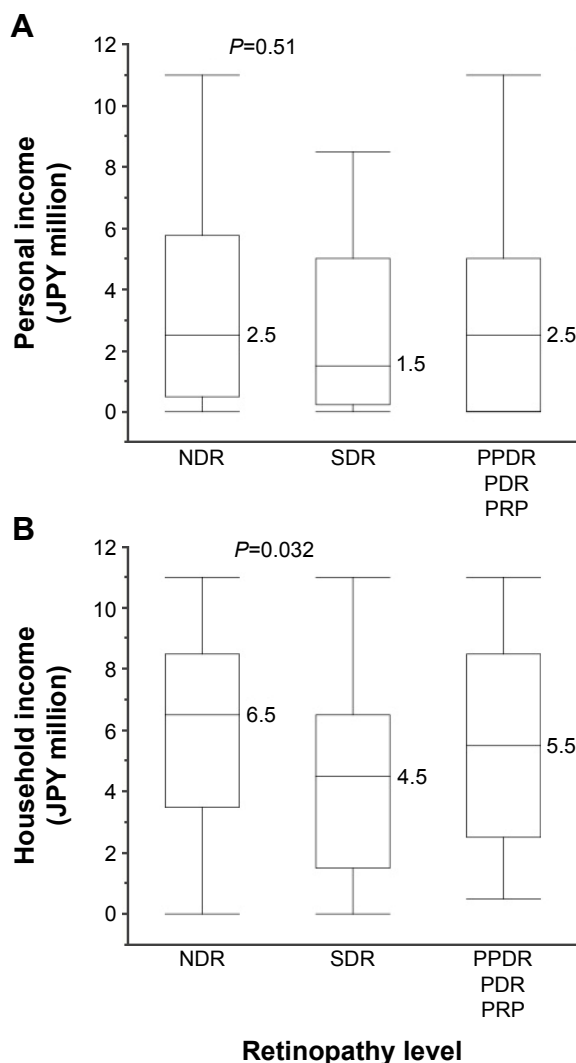 A
P=0.51
Personal income
(JPY million)
12
10
8
6
4
2
0
2.5
1.5
2.5
NDR
SDR
PPDR
PDR
PRP
B
P=0.032
Household income
(JPY million)
12
10
8
6
4
2
0
6.5
4.5
5.5
NDR
SDR
PPDR
PDR
PRP
Retinopathy level